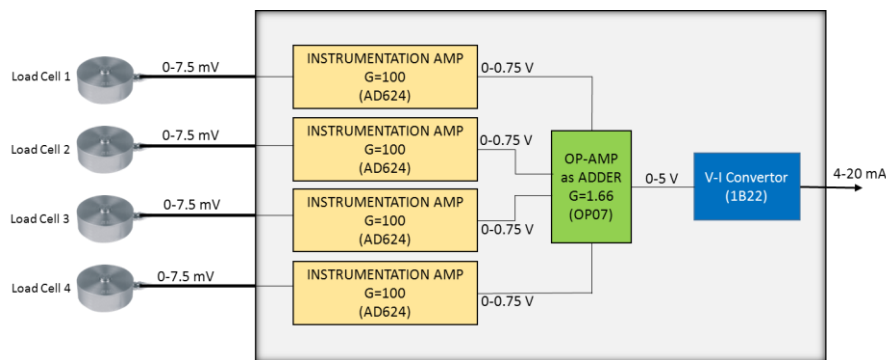 Load Cell 1
0-7.5 mV
INSTRUMENTATION AMP
G=100
(AD624)
0-0.75 V
Load Cell 2
0-7.5 mV
INSTRUMENTATION AMP
G=100
(AD624)
0-0.75 V
Load Cell 3
0-7.5 mV
INSTRUMENTATION AMP
G=100
(AD624)
0-0.75 V
Load Cell 4
0-7.5 mV
INSTRUMENTATION AMP
G=100
(AD624)
0-0.75 V
OP-AMP
as ADDER
G=1.66
(OP07)
0-5 V
V-I Convertor
(1B22)
4-20 mA